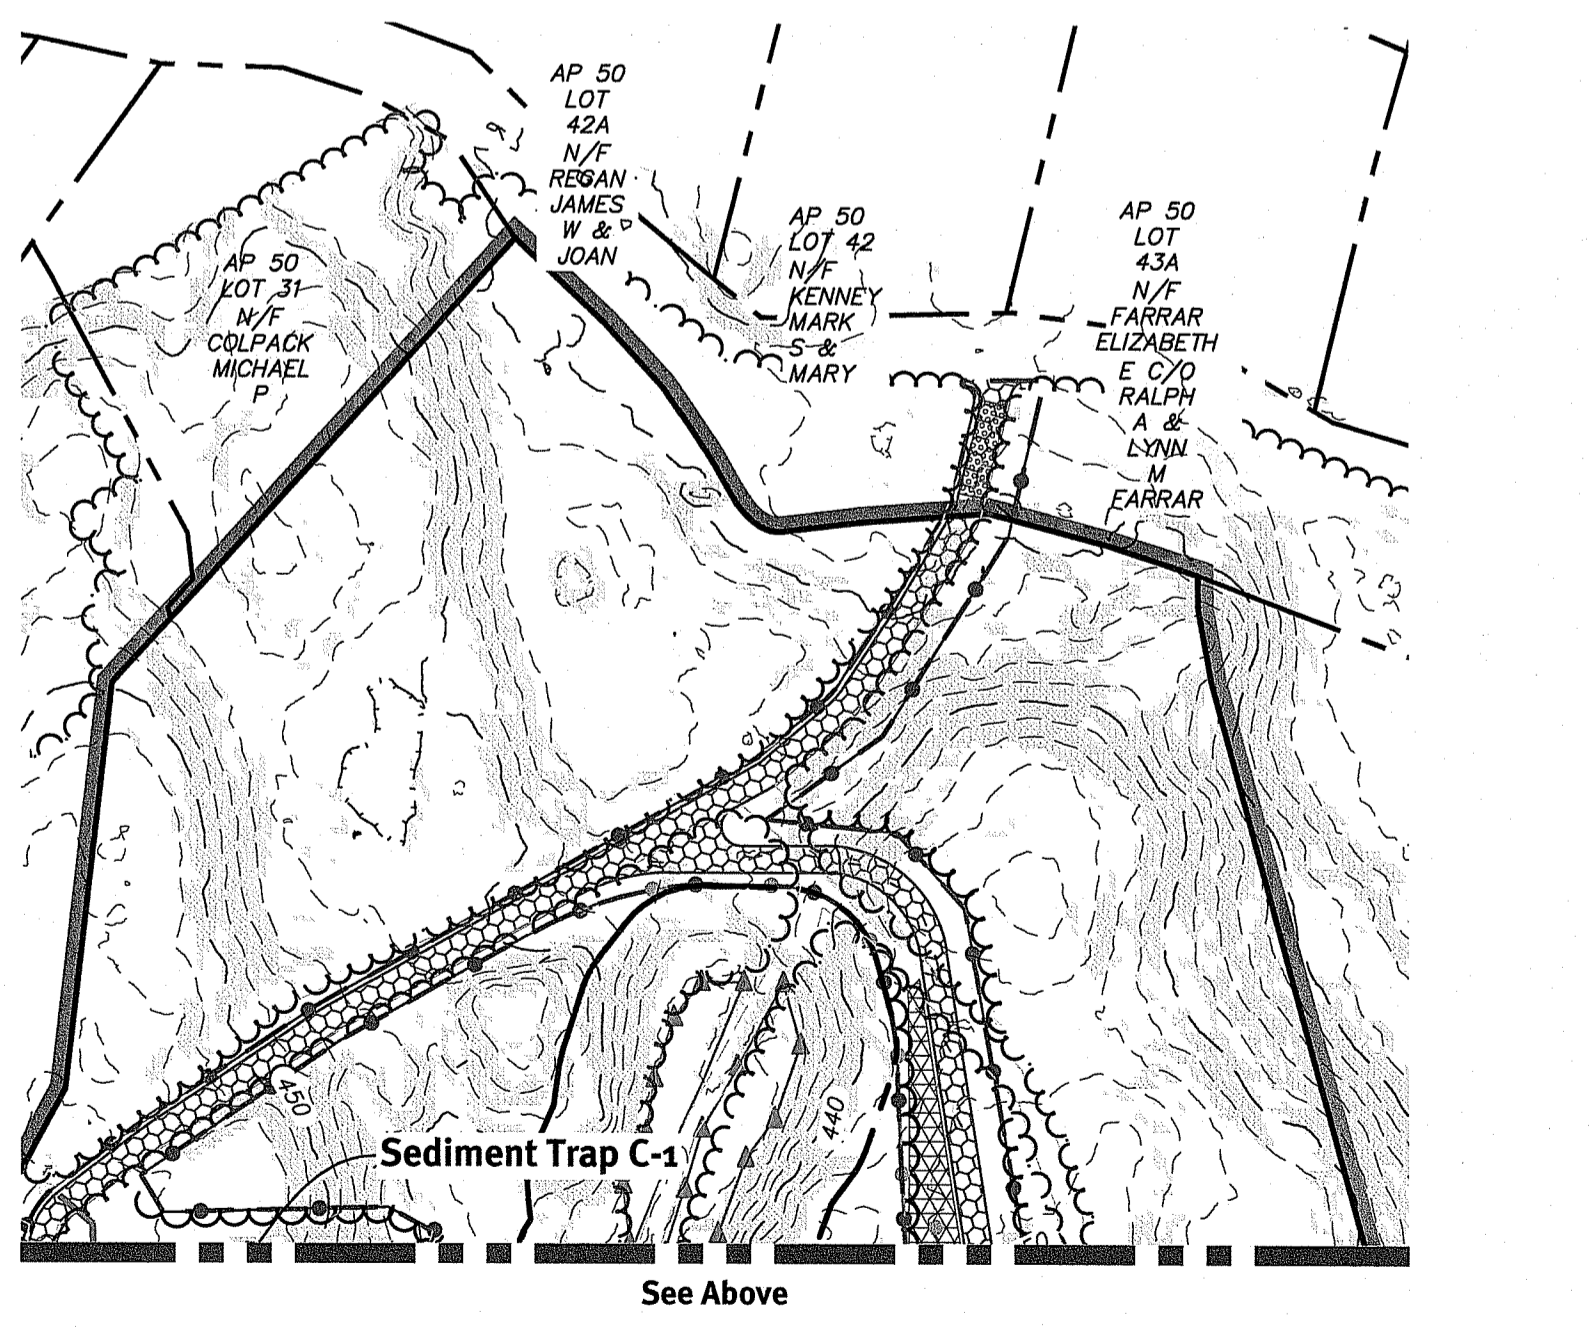 AP 50
LOT
42A
N/F
REGAN
JAMES
W &
JOAN
AP 50
LOT 31
N/F
COLPACK
MICHAEL
P
AP 50
LOT 42
N/F
KENNEY
MARK
S &
MARY
AP 50
LOT
43A
N/F
FARRAR
ELIZABETH
E C/O
RALPH
A &
LYNN
M
FARRAR
450
440
Sediment Trap C-1
See Above